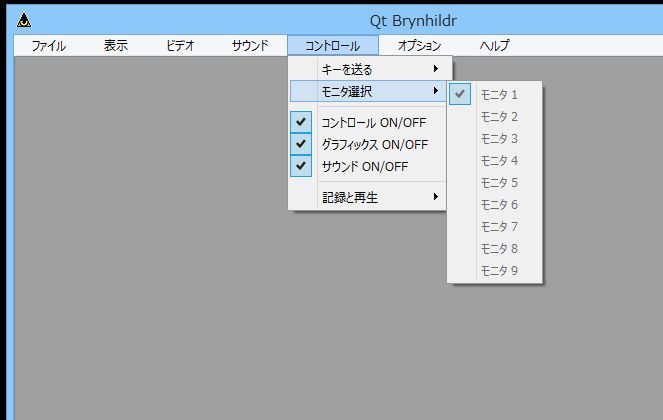 Qt Brynhildr
ファイル 表示 ビデオ サウンド コントロール オプション ヘルプ
キーを送る
モニタ選択
コントロール ON/OFF
グラフィックス ON/OFF
サウンド ON/OFF
記録と再生
モニタ 1
モニタ 2
モニタ 3
モニタ 4
モニタ 5
モニタ 6
モニタ 7
モニタ 8
モニタ 9